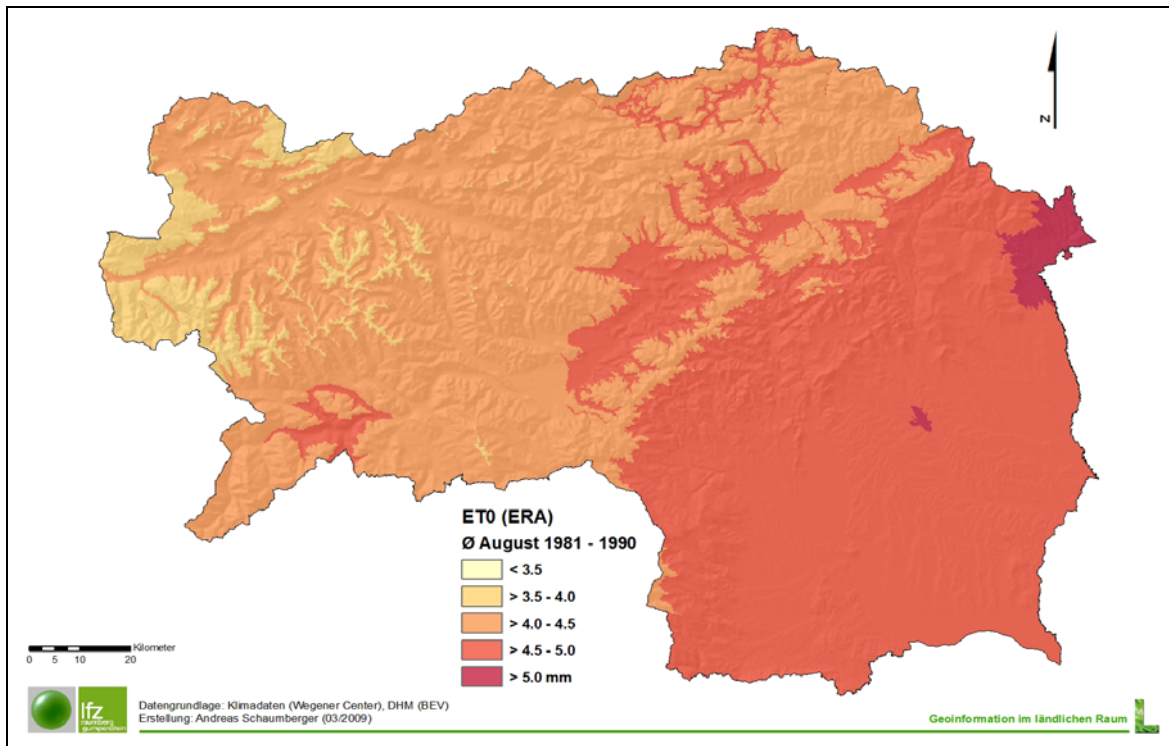 N
ET0 (ERA)
Ø August 1981 - 1990
< 3.5
> 3.5 - 4.0
> 4.0 - 4.5
> 4.5 - 5.0
> 5.0 mm
Kilometer
0 5 10 20
lfz
raumberg
gumpenstein
Datengrundlage: Klimadaten (Wegener Center), DHM (BEV)
Erstellung: Andreas Schaumberger (03/2009)
Geoinformation im ländlichen Raum
L